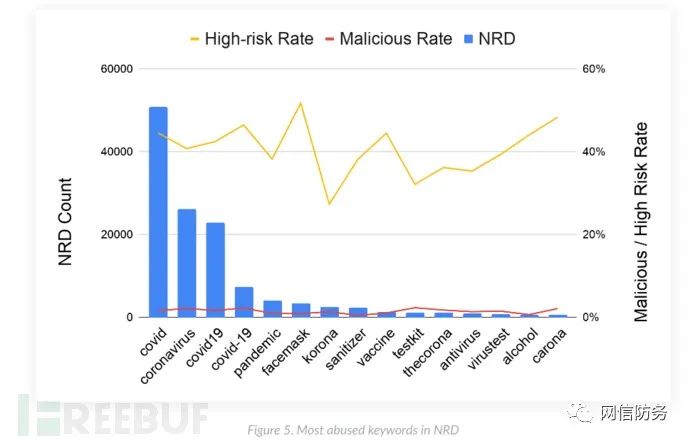 High-risk Rate Malicious Rate NRD
60000 60%
40000 40%
20000 20%
0 0%
NRD Count
Malicious / High Risk Rate
covid
coronavirus
covid19
covid-19
pandemic
facemask
korona
sanitizer
vaccine
testkit
thecorona
antivirus
virustest
alcohol
carona
FREEBUF
网信防务
Figure 5. Most abused keywords in NRD